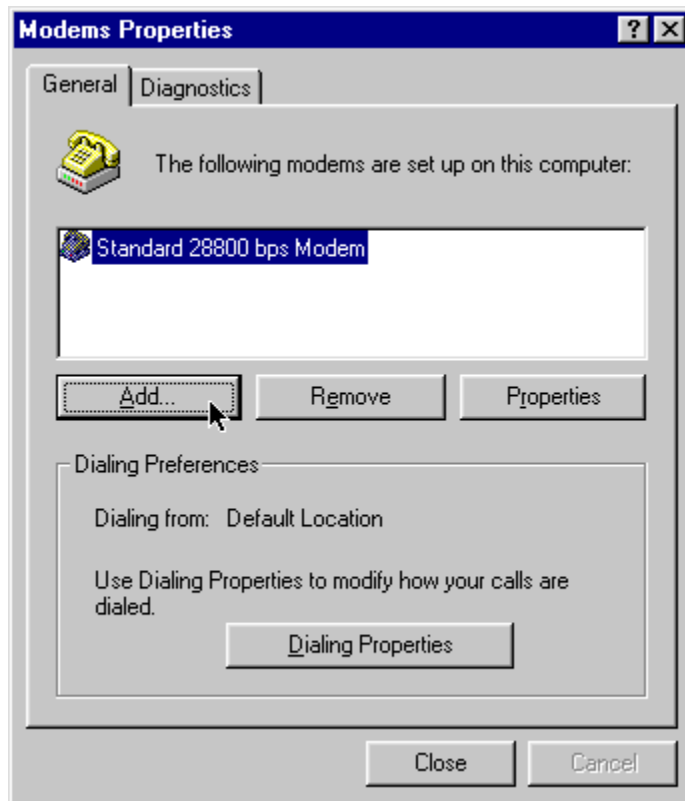 Modems Properties
General Diagnostics
The following modems are set up on this computer:
Standard 28800 bps Modem
Add... Remove Properties
Dialing Preferences
Dialing from: Default Location
Use Dialing Properties to modify how your calls are
dialed.
Dialing Properties
Close Cancel